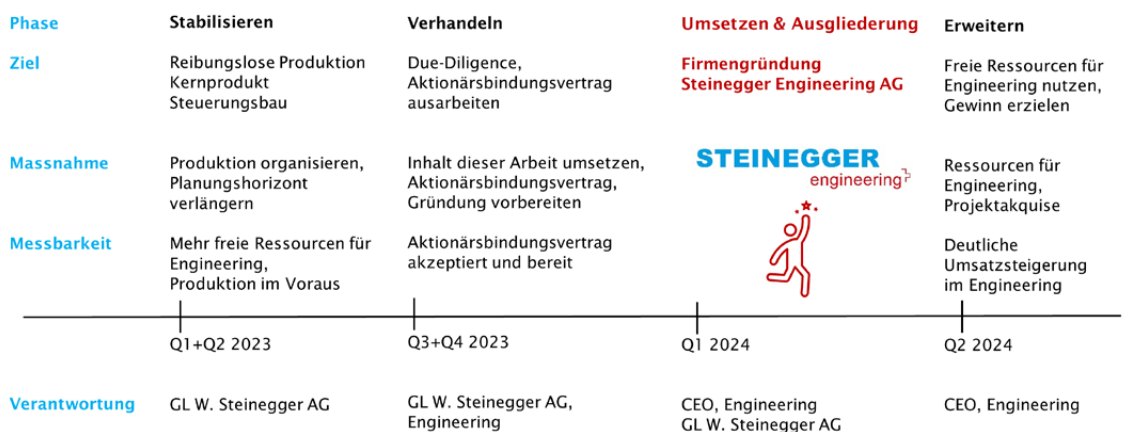 Phase
Stabilisieren
Verhandeln
Umsetzen & Ausgliederung
Erweitern
Ziel
Reibungslose Produktion
Kernprodukt
Steuerungsbau
Due-Diligence,
Aktionärsbindungsvertrag
ausarbeiten
Firmengründung
Steinegger Engineering AG
Freie Ressourcen für
Engineering nutzen,
Gewinn erzielen
Massnahme
Produktion organisieren,
Planungshorizont
verlängern
Inhalt dieser Arbeit umsetzen,
Aktionärsbindungsvertrag,
Gründung vorbereiten
STEINEGGER
engineering
Ressourcen für
Engineering,
Projektakquise
Messbarkeit
Mehr freie Ressourcen für
Engineering,
Produktion im Voraus
Aktionärsbindungsvertrag
akzeptiert und bereit
Deutliche
Umsatzsteigerung
im Engineering
Q1+Q2 2023
Q3+Q4 2023
Q1 2024
Q2 2024
Verantwortung
GL W. Steinegger AG
GL W. Steinegger AG,
Engineering
CEO, Engineering
GL W. Steinegger AG
CEO, Engineering